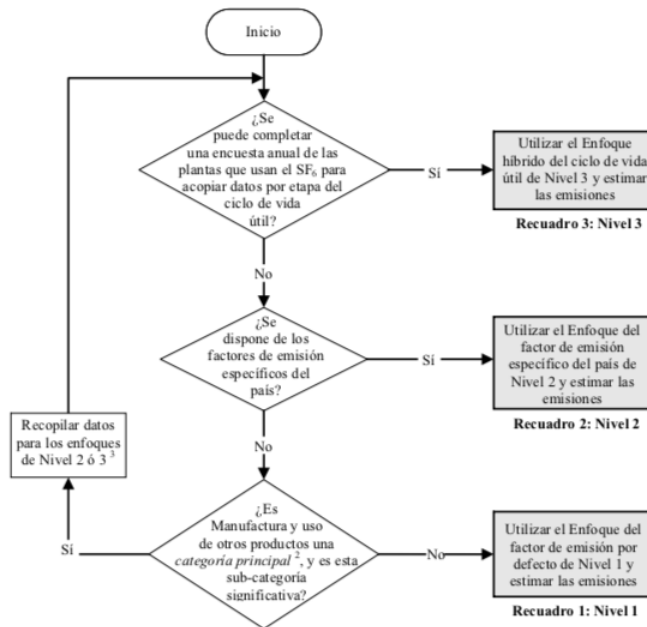 Inicio
¿Se
puede completar
una encuesta anual de las
plantas que usan el SF6 para
acopiar datos por etapa del
ciclo de vida
útil?
Sí
Utilizar el Enfoque
híbrido del ciclo de vida
útil de Nivel 3 y estimar
las emisiones
Recuadro 3: Nivel 3
No
¿Se
dispone de los
factores de emisión
específicos del
país?
Sí
Utilizar el Enfoque del
factor de emisión
específico del país de
Nivel 2 y estimar las
emisiones
Recuadro 2: Nivel 2
Recopilar datos
para los enfoques
de Nivel 2 ó 3 3
No
¿Es
Manufactura y uso
de otros productos una
categoría principal 2, y es esta
sub-categoría
significativa?
Sí
No
Utilizar el Enfoque del
factor de emisión por
defecto de Nivel 1 y
estimar las emisiones
Recuadro 1: Nivel 1